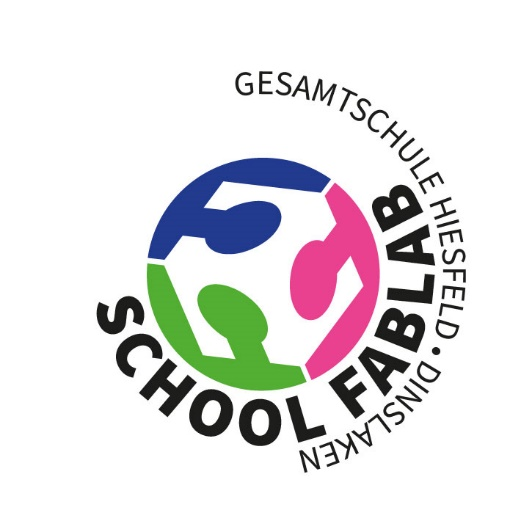 GESAMTSCHULE HIESFELD • DINSLAKEN
SCHOOL FABLAB